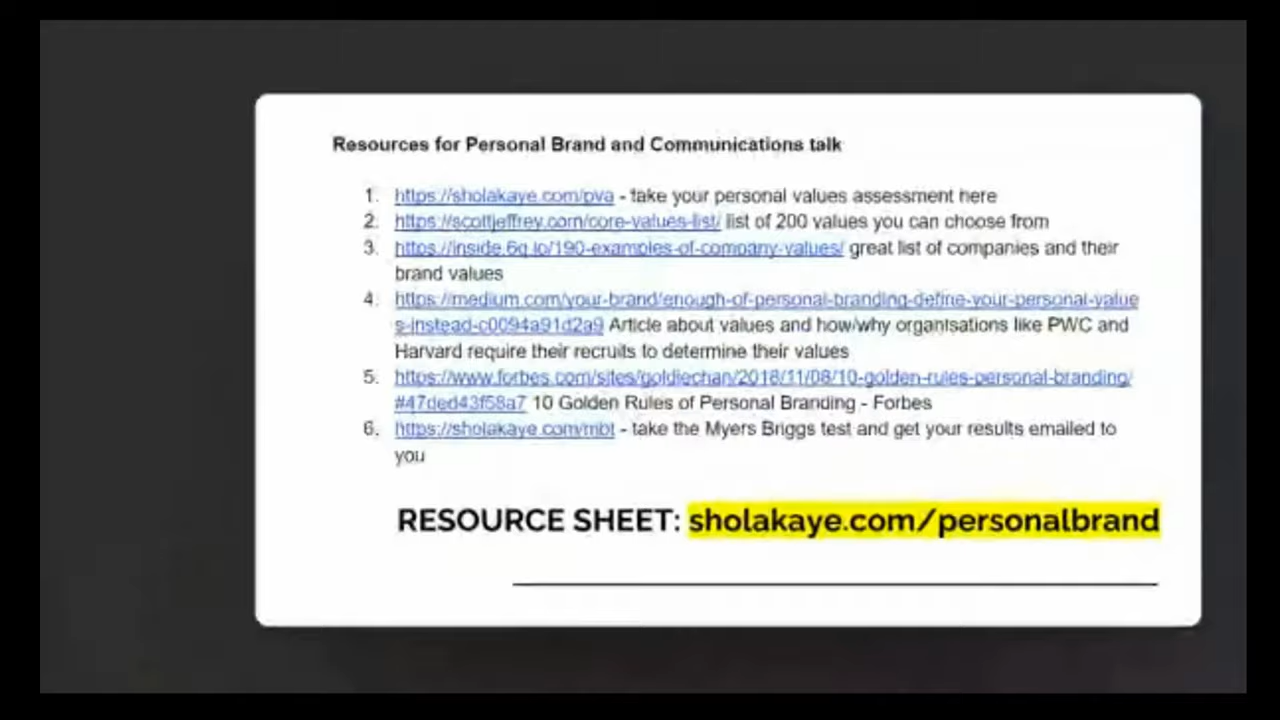 Resources for Personal Brand and Communications talk
1. https://sholakaye.com/pva - take your personal values assessment here
2. https://scottjeffrey.com/core-values-list/ list of 200 values you can choose from
3. https://inside.6q.io/190-examples-of-company-values/ great list of companies and their
brand values
4. https://medium.com/your-brand/enough-of-personal-branding-define-your-personal-value
s-instead-c0094a91d2a9 Article about values and how/why organisations like PWC and
Harvard require their recruits to determine their values
5. https://www.forbes.com/sites/goldiechan/2018/11/08/10-golden-rules-personal-branding/
#47ded43f58a7 10 Golden Rules of Personal Branding - Forbes
6. https://sholakaye.com/mbt - take the Myers Briggs test and get your results emailed to
you
RESOURCE SHEET: sholakaye.com/personalbrand